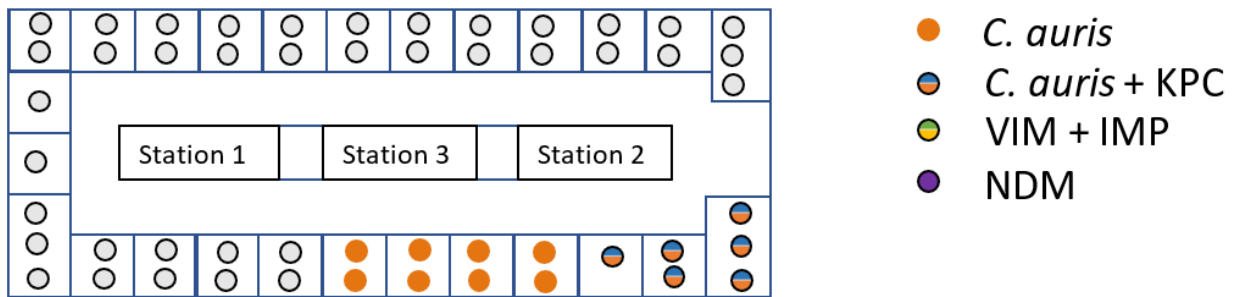 Station 1
Station 3
Station 2
C. auris
C. auris + KPC
VIM + IMP
NDM